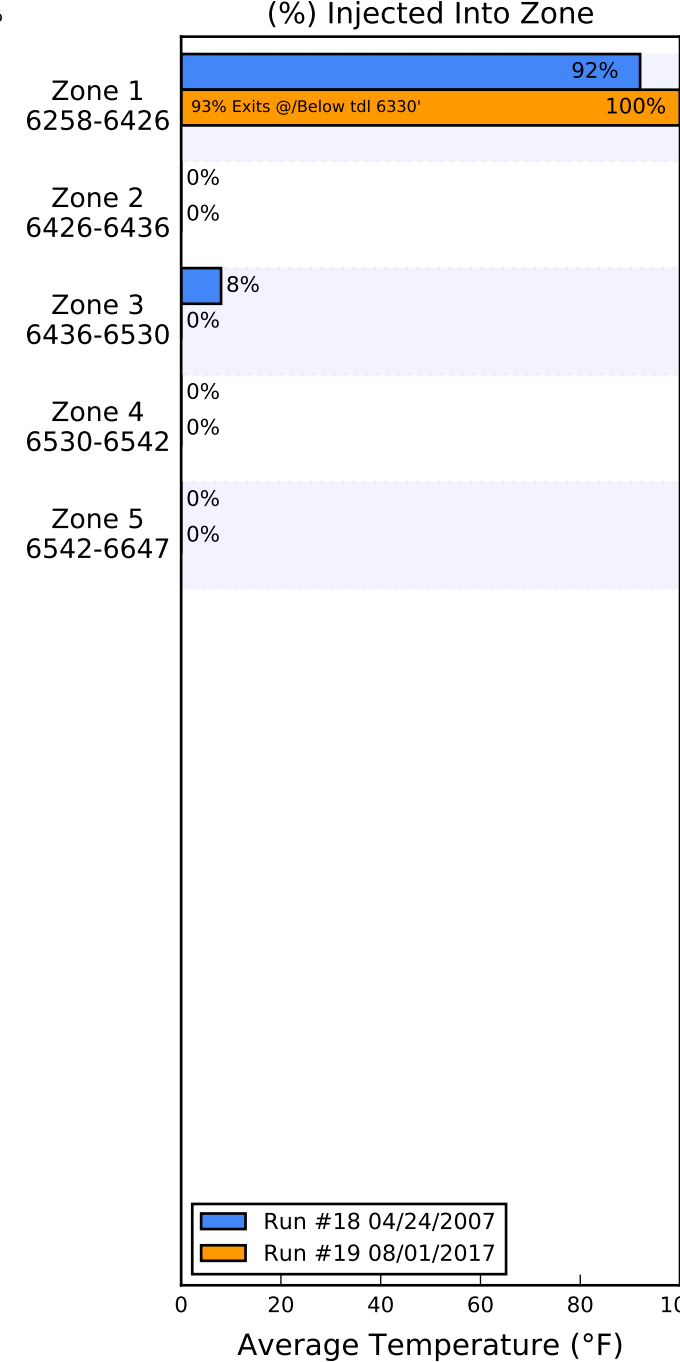 (%) Injected Into Zone
Zone 1
6258-6426
92%
93% Exits @/Below tdl 6330'
100%
Zone 2
6426-6436
0%
0%
Zone 3
6436-6530
8%
0%
Zone 4
6530-6542
0%
0%
Zone 5
6542-6647
0%
0%
Run #18 04/24/2007
Run #19 08/01/2017
0 20 40 60 80
Average Temperature (°F)